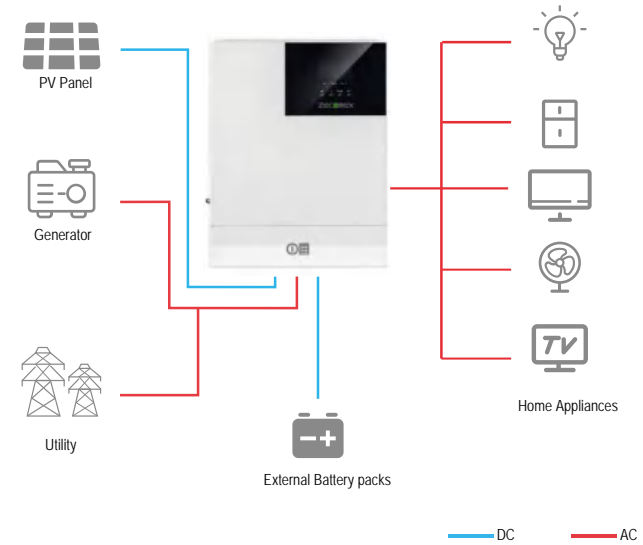 PV Panel
Generator
Utility
External Battery packs
TV
Home Appliances
DC
AC